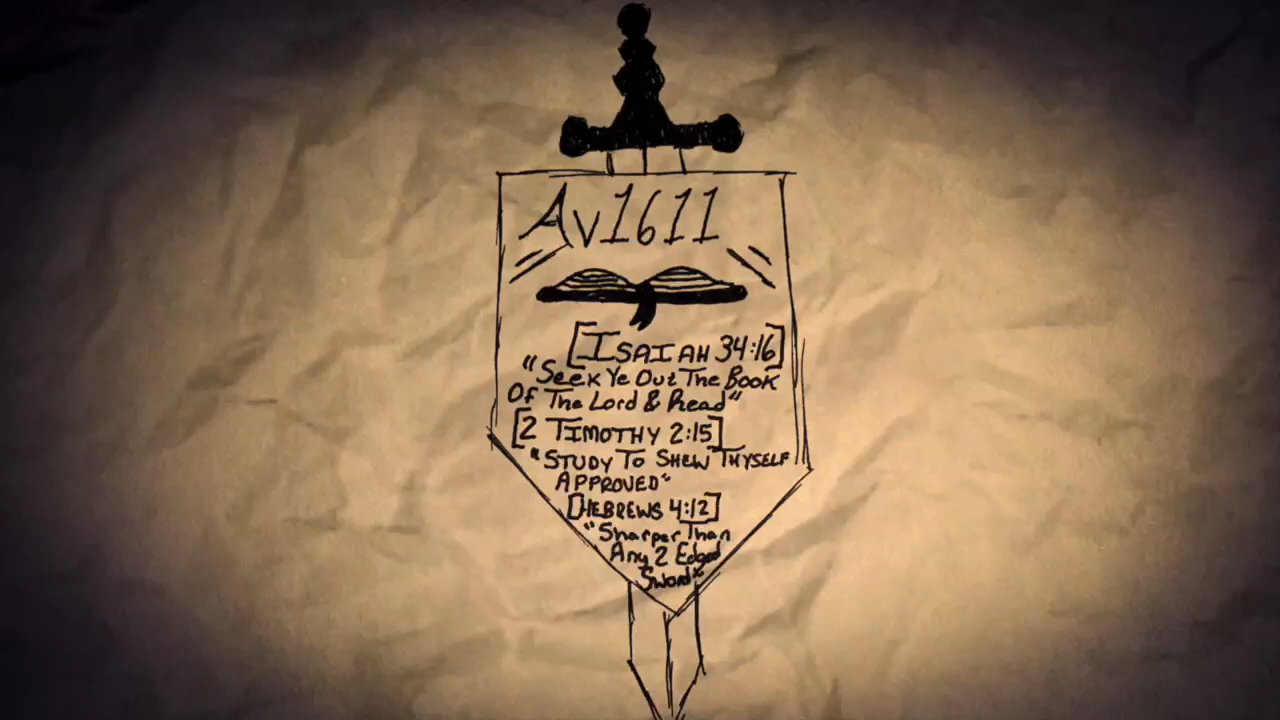 Av1611
[ISAIAH 34:16]
"Seek Ye Out The Book
Of The Lord & Read"
[2 TIMOTHY 2:15]
"STUDY TO SHEW THYSELF
APPROVED"
[HEBREWS 4:12]
"Sharper Than
Any 2 Edged
Sword"